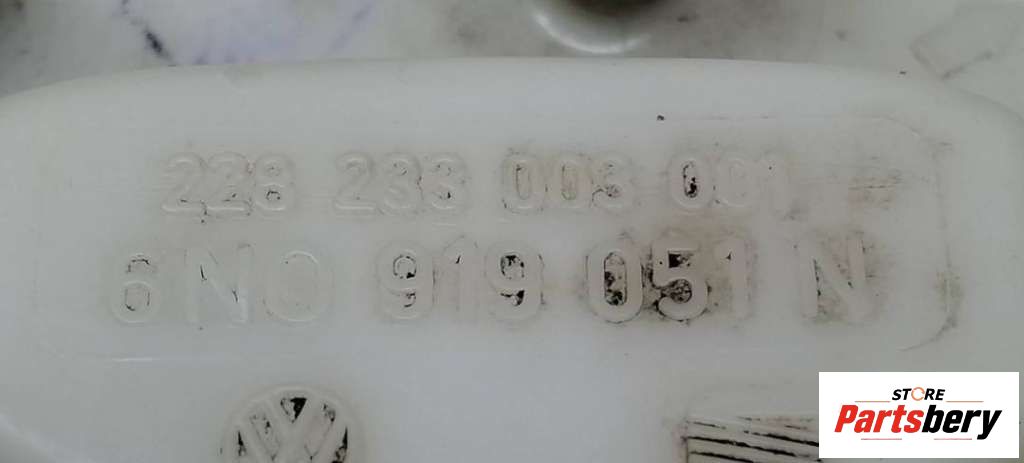 228 233 003 001
6N0 919 051 N
STORE
Partsbery